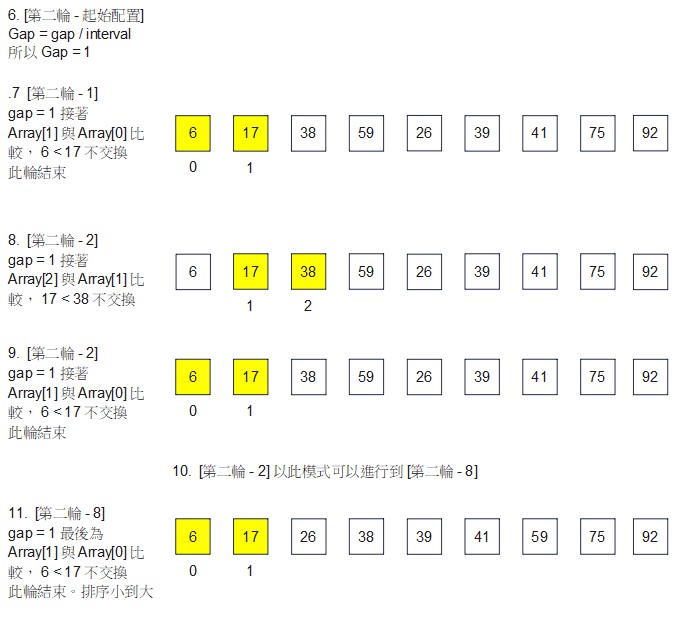 6. [第二輪 - 起始配置]
Gap = gap / interval
所以 Gap = 1
.7 [第二輪 - 1]
gap = 1 接著
Array[1] 與 Array[0] 比
較， 6 < 17 不交換
此輪結束
6 17 38 59 26 39 41 75 92
0 1
8. [第二輪 - 2]
gap = 1 接著
Array[2] 與 Array[1] 比
較， 17 < 38 不交換
6 17 38 59 26 39 41 75 92
1 2
9. [第二輪 - 2]
gap = 1 接著
Array[1] 與 Array[0] 比
較， 6 < 17 不交換
此輪結束
6 17 38 59 26 39 41 75 92
0 1
10. [第二輪 - 2] 以此模式可以進行到 [第二輪 - 8]
11. [第二輪 - 8]
gap = 1 最後為
Array[1] 與 Array[0] 比
較， 6 < 17 不交換
此輪結束。排序小到大
6 17 26 38 39 41 59 75 92
0 1